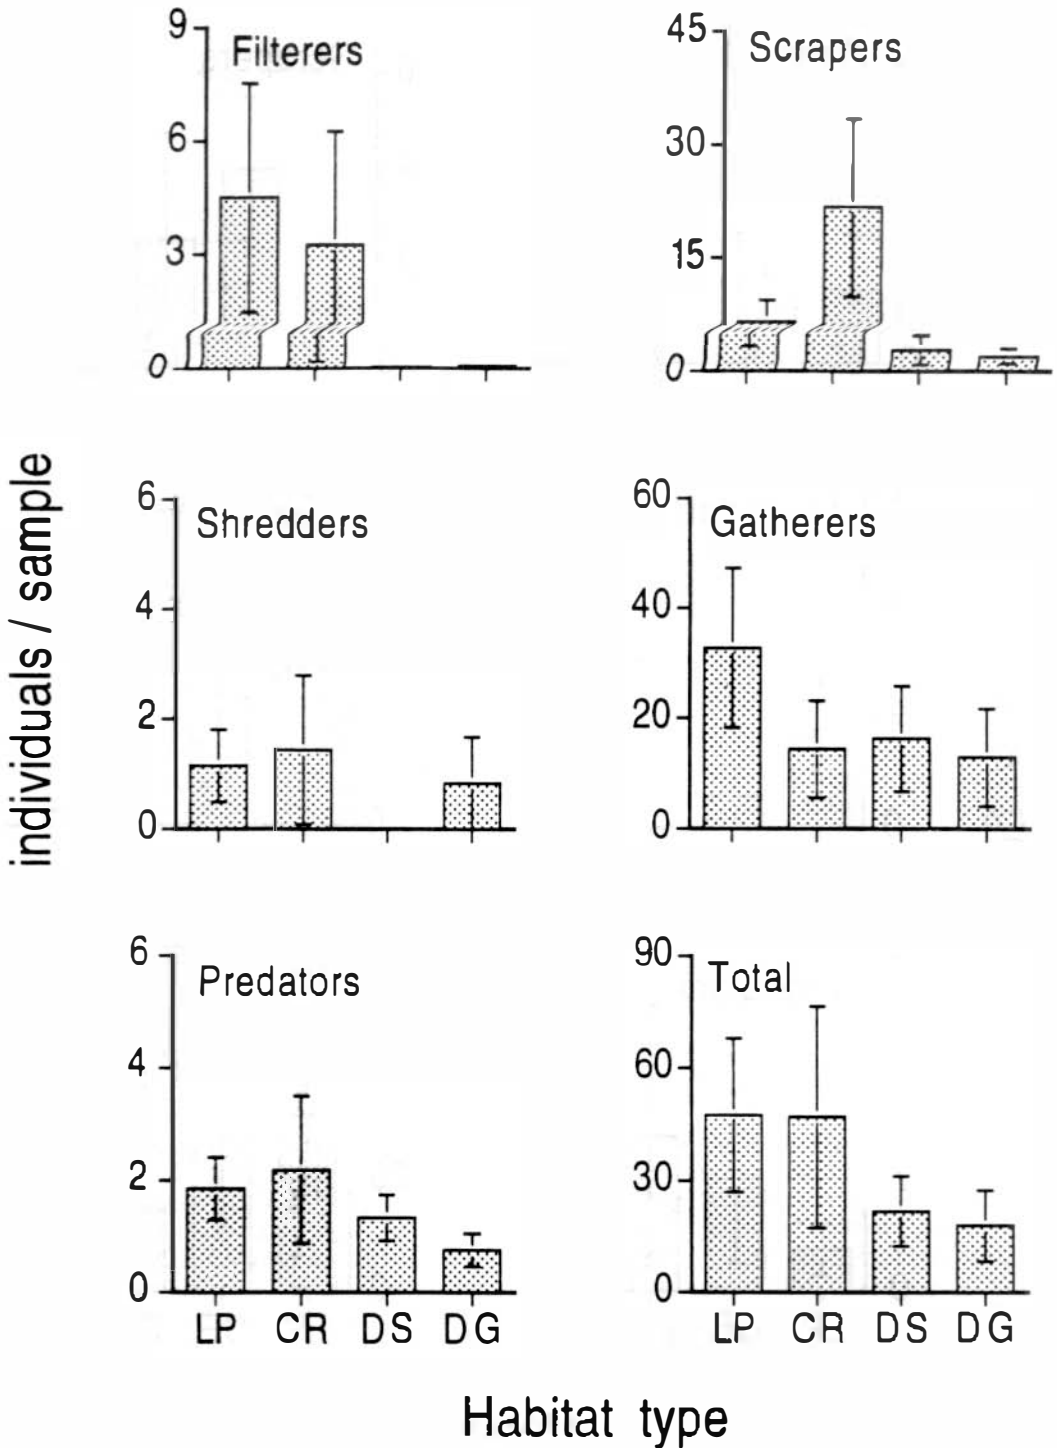 individuals / sample
Filterers
9
6
3
0
Scrapers
45
30
15
0
Shredders
6
4
2
0
Gatherers
60
40
20
0
Predators
6
4
2
0
LP CR DS DG
Total
90
60
30
0
LP CR DS DG
Habitat type